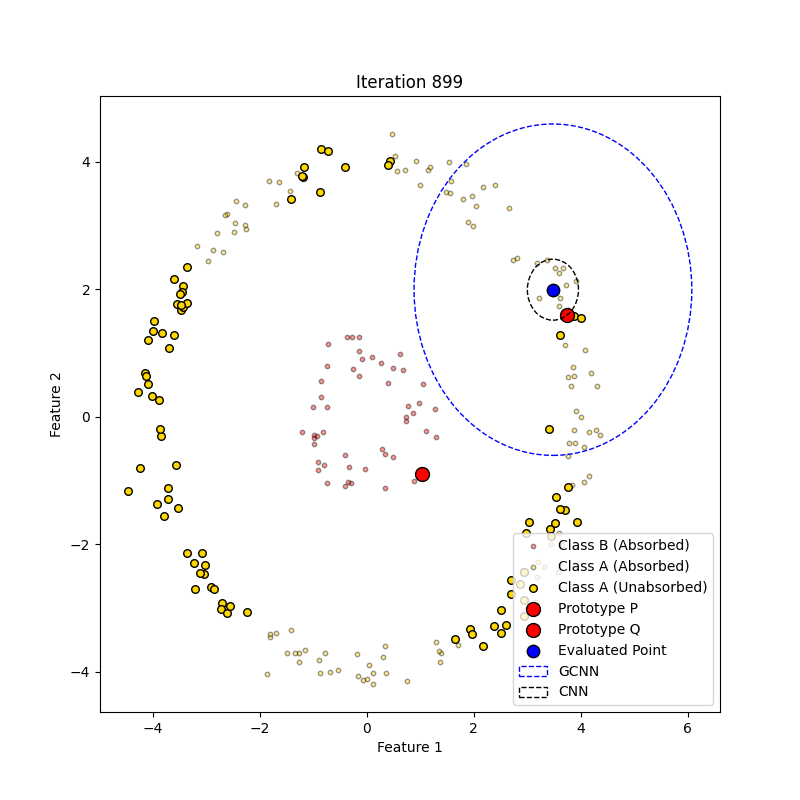 Iteration 899
Feature 2
4
2
0
−2
−4
−4
−2
0
2
4
6
Feature 1
Class B (Absorbed)
Class A (Absorbed)
Class A (Unabsorbed)
Prototype P
Prototype Q
Evaluated Point
GCNN
CNN